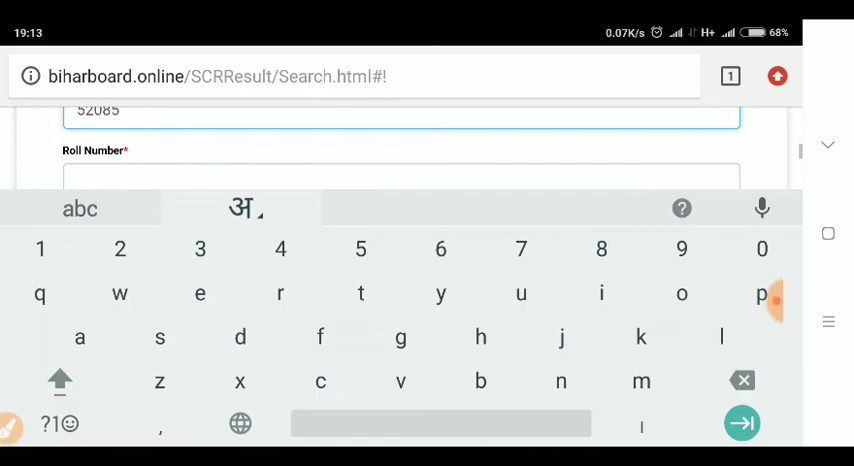 19:13 0.07K/s H+ 68%
biharboard.online/SCRResult/Search.html#! 1
52085
Roll Number*
abc अ ?
1 2 3 4 5 6 7 8 9 0
q w e r t y u i o p
a s d f g h j k l
z x c v b n m
?1☺ , ।